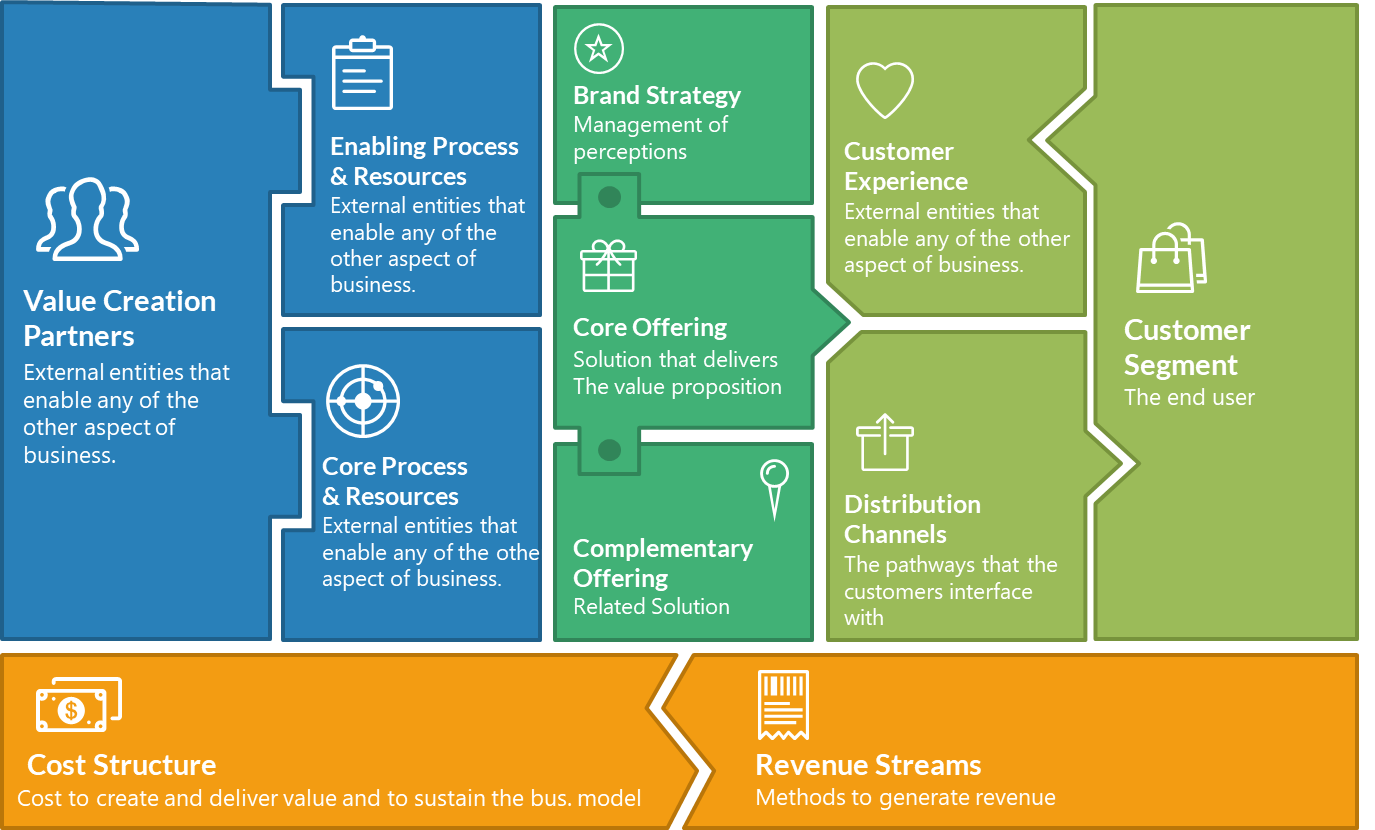 Value Creation
Partners
External entities that
enable any of the
other aspect of
business.
Enabling Process
& Resources
External entities that
enable any of the
other aspect of
business.
Core Process
& Resources
External entities that
enable any of the othe
aspect of business.
Brand Strategy
Management of
perceptions
Core Offering
Solution that delivers
The value proposition
Complementary
Offering
Related Solution
Customer
Experience
External entities that
enable any of the other
aspect of business.
Distribution
Channels
The pathways that the
customers interface
with
Customer
Segment
The end user
$
Cost Structure
Cost to create and deliver value and to sustain the bus. model
Revenue Streams
Methods to generate revenue